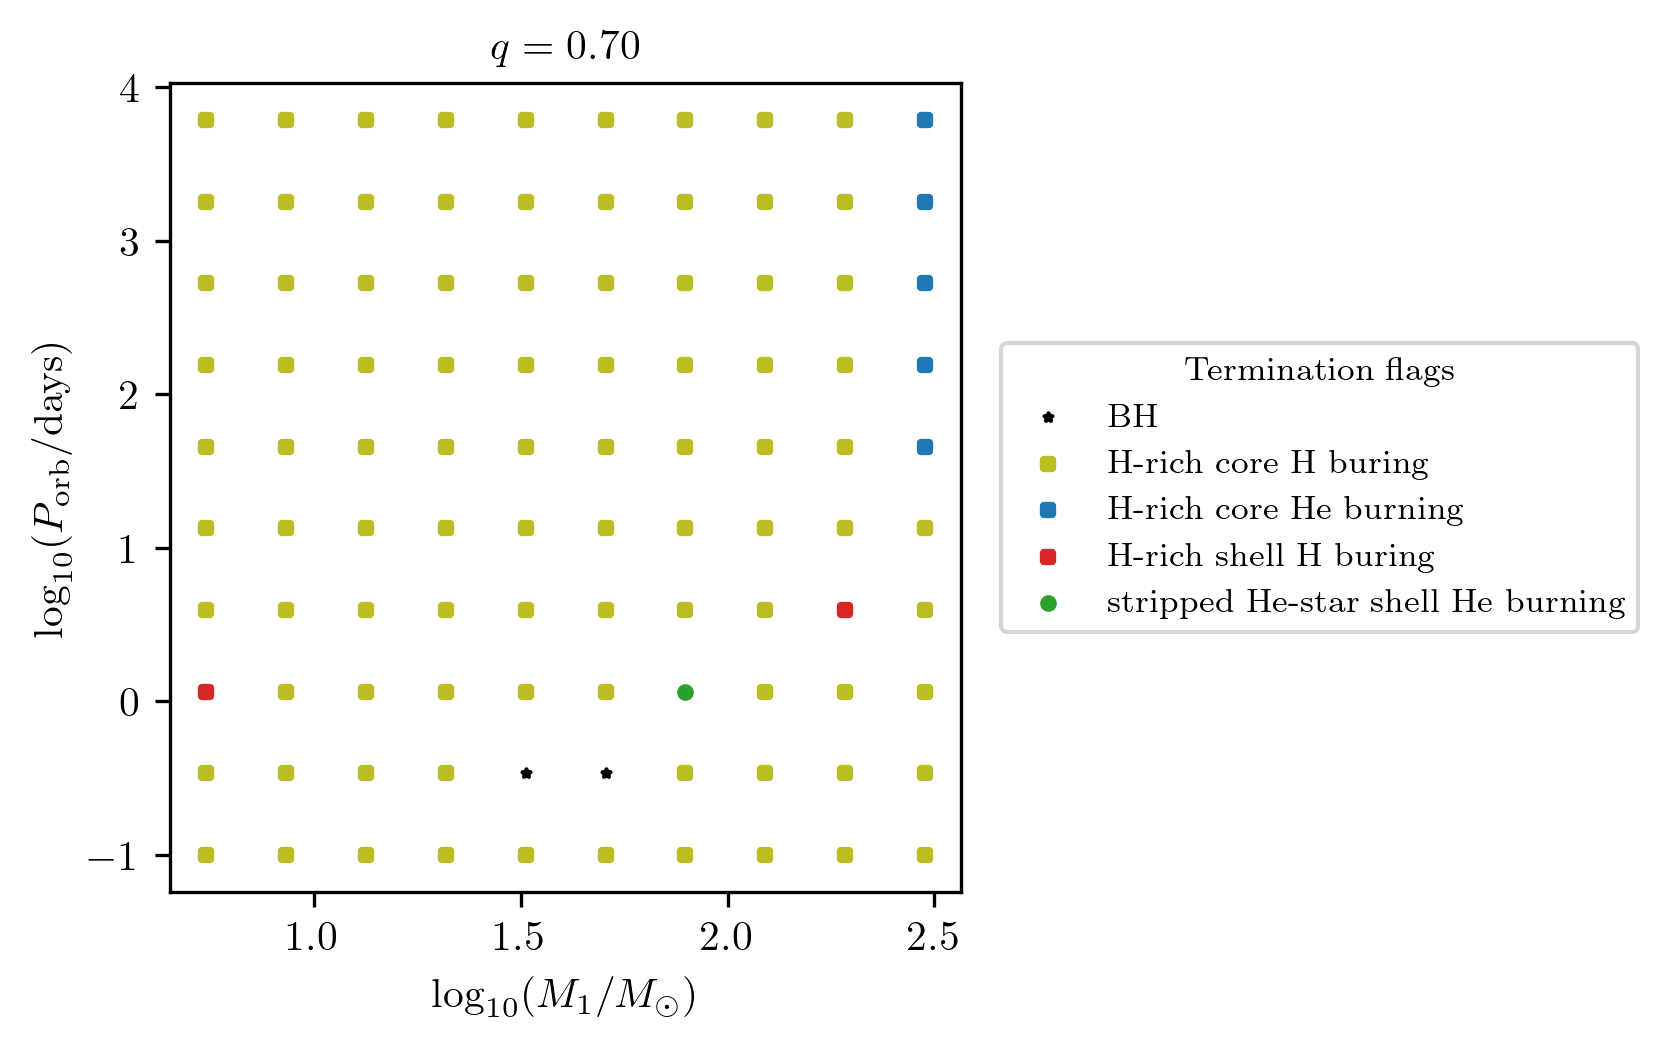 q = 0.70
4
3
2
1
0
−1
log₁₀(P_orb/days)
1.0 1.5 2.0 2.5
log₁₀(M₁/M⊙)
Termination flags
BH
H-rich core H buring
H-rich core He burning
H-rich shell H buring
stripped He-star shell He burning